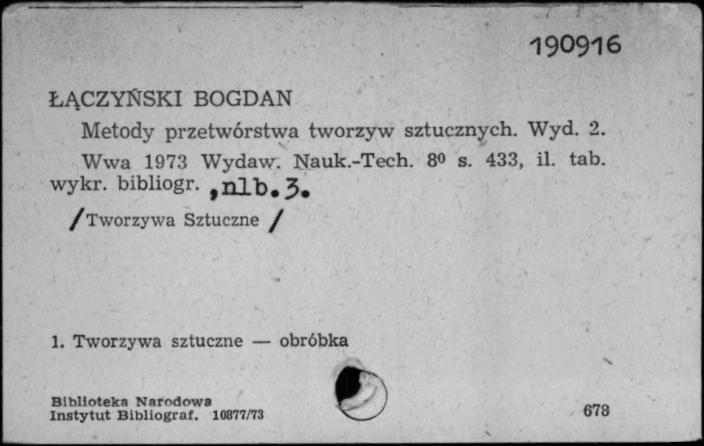 190916
ŁĄCZYŃSKI BOGDAN
Metody przetwórstwa tworzyw sztucznych. Wyd. 2.
Wwa 1973 Wydaw. Nauk.-Tech. 8⁰ s. 433, il. tab.
wykr. bibliogr. ,nlb.3.
/Tworzywa Sztuczne /
1. Tworzywa sztuczne — obróbka
Biblioteka Narodowa
Instytut Bibliograf. 10877/73
678